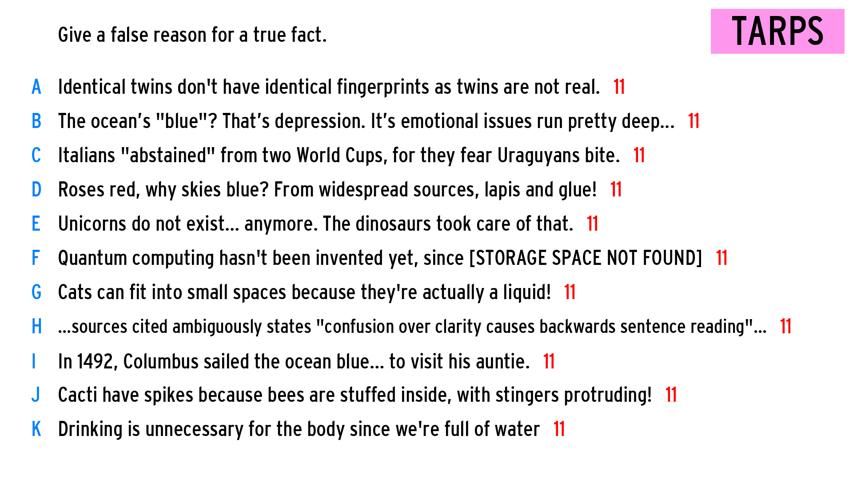 Give a false reason for a true fact.
TARPS
A Identical twins don't have identical fingerprints as twins are not real. 11
B The ocean's "blue"? That's depression. It's emotional issues run pretty deep... 11
C Italians "abstained" from two World Cups, for they fear Uraguyans bite. 11
D Roses red, why skies blue? From widespread sources, lapis and glue! 11
E Unicorns do not exist... anymore. The dinosaurs took care of that. 11
F Quantum computing hasn't been invented yet, since [STORAGE SPACE NOT FOUND] 11
G Cats can fit into small spaces because they're actually a liquid! 11
H ...sources cited ambiguously states "confusion over clarity causes backwards sentence reading"... 11
I In 1492, Columbus sailed the ocean blue... to visit his auntie. 11
J Cacti have spikes because bees are stuffed inside, with stingers protruding! 11
K Drinking is unnecessary for the body since we're full of water 11